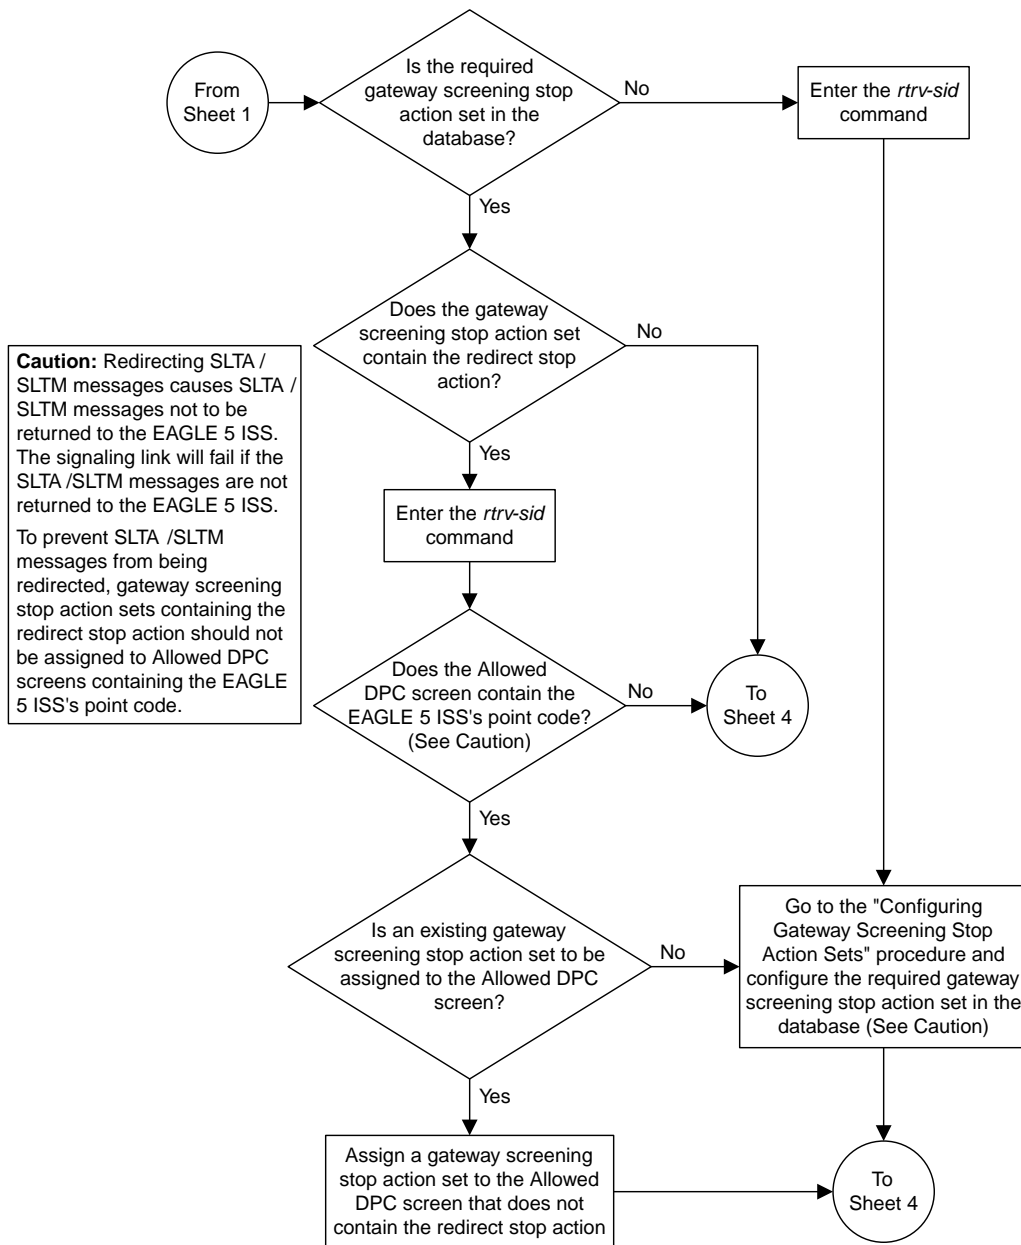 From
Sheet 1
Is the required
gateway screening stop
action set in the
database?
No
Enter the rtrv-sid
command
Yes
Does the gateway
screening stop action set
contain the redirect stop
action?
No
Caution: Redirecting SLTA /
SLTM messages causes SLTA /
SLTM messages not to be
returned to the EAGLE 5 ISS.
The signaling link will fail if the
SLTA /SLTM messages are not
returned to the EAGLE 5 ISS.
To prevent SLTA /SLTM
messages from being
redirected, gateway screening
stop action sets containing the
redirect stop action should not
be assigned to Allowed DPC
screens containing the EAGLE
5 ISS's point code.
Yes
Enter the rtrv-sid
command
Does the Allowed
DPC screen contain the
EAGLE 5 ISS's point code?
(See Caution)
No
To
Sheet 4
Yes
Is an existing gateway
screening stop action set to be
assigned to the Allowed DPC
screen?
No
Go to the "Configuring
Gateway Screening Stop
Action Sets" procedure and
configure the required gateway
screening stop action set in the
database (See Caution)
Yes
Assign a gateway screening
stop action set to the Allowed
DPC screen that does not
contain the redirect stop action
To
Sheet 4